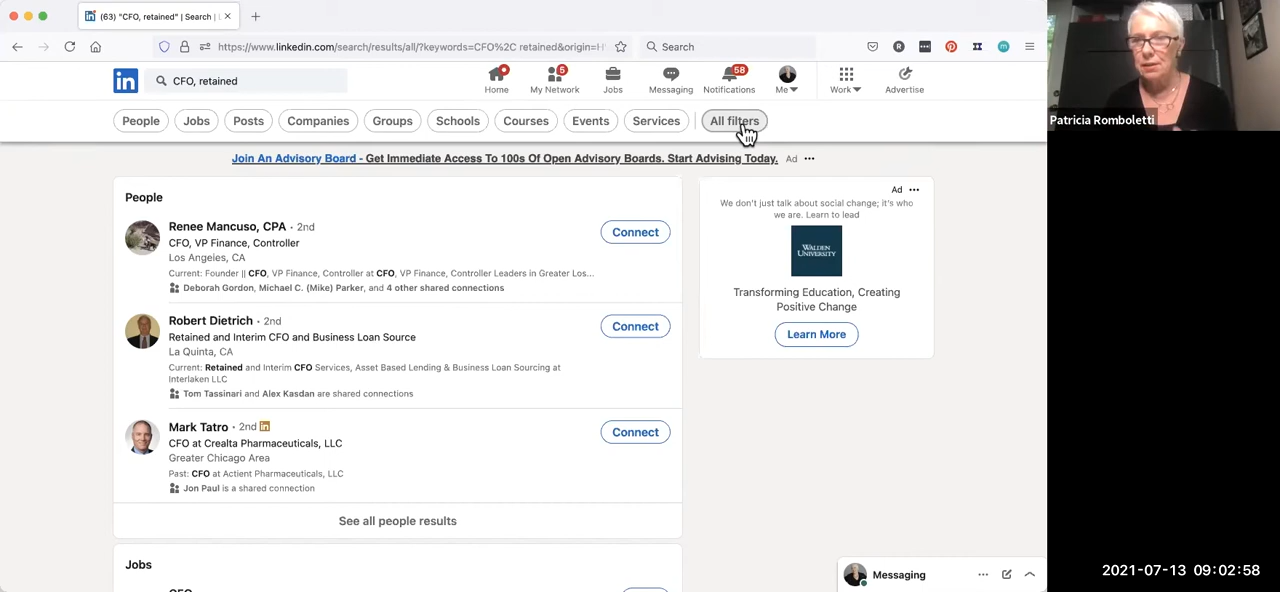 (63) "CFO, retained" | Search |
https://www.linkedin.com/search/results/all/?keywords=CFO%2C retained&origin=
Search
CFO, retained
Home
My Network
5
Jobs
Messaging
Notifications
58
Me
Work
Advertise
People
Jobs
Posts
Companies
Groups
Schools
Courses
Events
Services
All filters
Join An Advisory Board - Get Immediate Access To 100s Of Open Advisory Boards. Start Advising Today. Ad
People
Renee Mancuso, CPA • 2nd
CFO, VP Finance, Controller
Los Angeles, CA
Current: Founder || CFO, VP Finance, Controller at CFO, VP Finance, Controller Leaders in Greater Los...
Deborah Gordon, Michael C. (Mike) Parker, and 4 other shared connections
Connect
Robert Dietrich • 2nd
Retained and Interim CFO and Business Loan Source
La Quinta, CA
Current: Retained and Interim CFO Services, Asset Based Lending & Business Loan Sourcing at
Interlaken LLC
Tom Tassinari and Alex Kasdan are shared connections
Connect
Mark Tatro • 2nd in
CFO at Crealta Pharmaceuticals, LLC
Greater Chicago Area
Past: CFO at Actient Pharmaceuticals, LLC
Jon Paul is a shared connection
Connect
See all people results
Jobs
Ad
We don't just talk about social change; it's who
we are. Learn to lead
WALDEN
UNIVERSITY
Transforming Education, Creating
Positive Change
Learn More
Messaging
Patricia Romboletti
2021-07-13 09:02:58